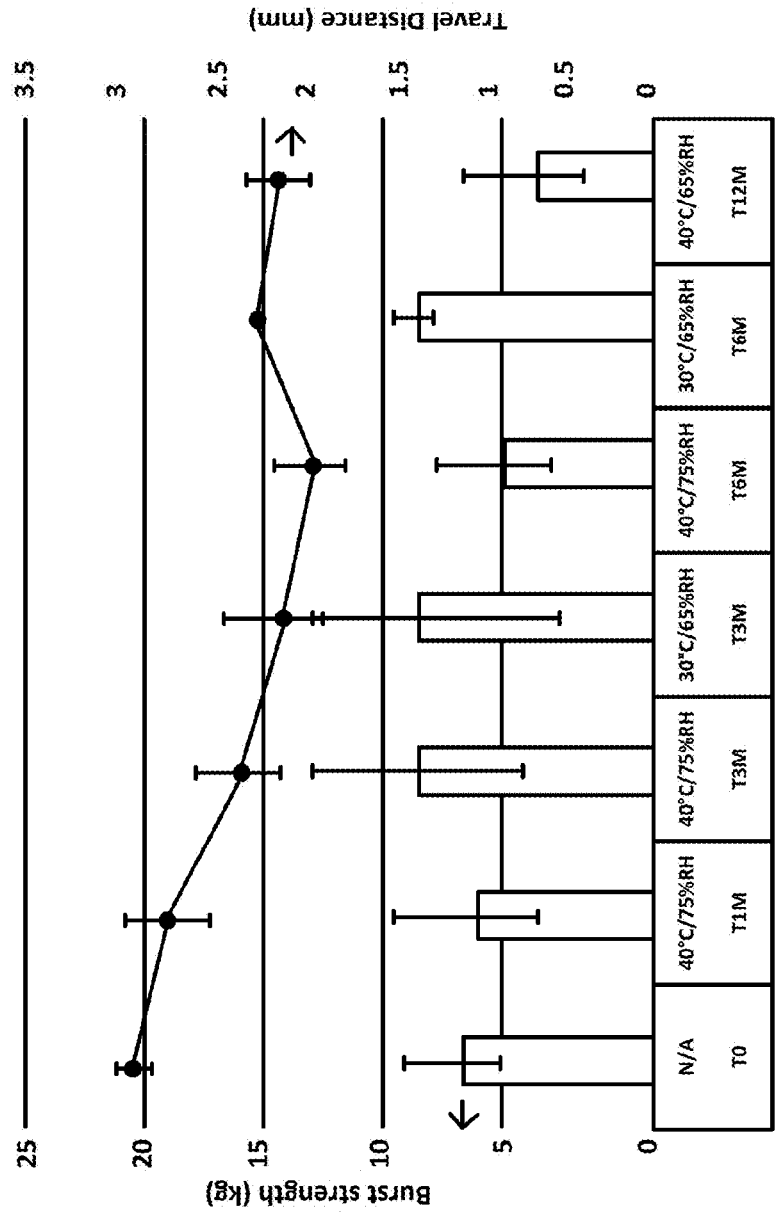 Burst strength (kg)
25
20
15
10
5
0
Travel Distance (mm)
3.5
3
2.5
2
1.5
1
0.5
0
N/A
40°C/75%RH
40°C/75%RH
30°C/65%RH
40°C/75%RH
30°C/65%RH
40°C/65%RH
T0
T1M
T3M
T3M
T6M
T6M
T12M